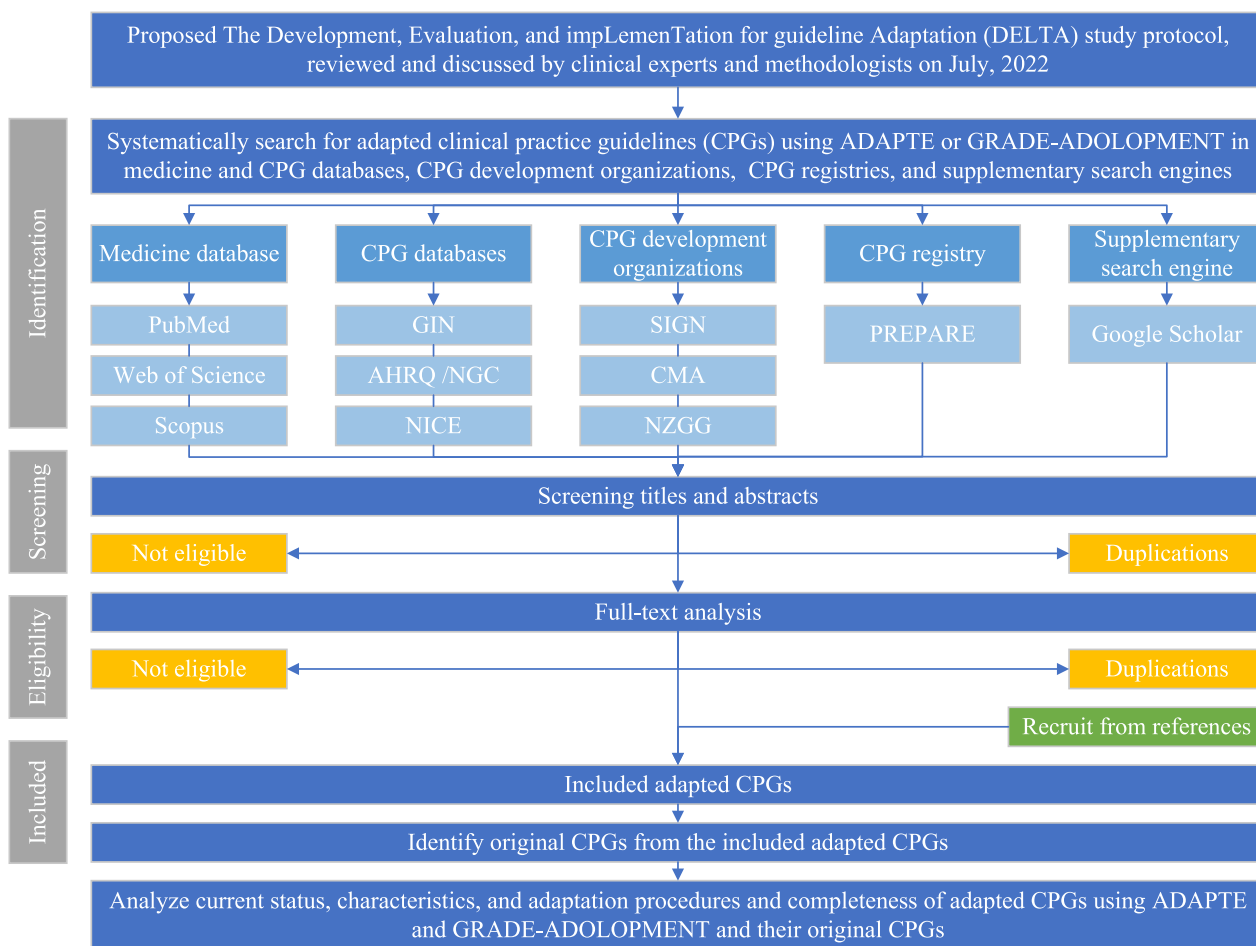 Proposed The Development, Evaluation, and impLemenTation for guideline Adaptation (DELTA) study protocol,
reviewed and discussed by clinical experts and methodologists on July, 2022
Identification
Systematically search for adapted clinical practice guidelines (CPGs) using ADAPTE or GRADE-ADOLOPMENT in
medicine and CPG databases, CPG development organizations, CPG registries, and supplementary search engines
Medicine database
CPG databases
CPG development
organizations
CPG registry
Supplementary
search engine
PubMed
GIN
SIGN
PREPARE
Google Scholar
Web of Science
AHRQ /NGC
CMA
Scopus
NICE
NZGG
Screening
Screening titles and abstracts
Not eligible
Duplications
Eligibility
Full-text analysis
Not eligible
Duplications
Recruit from references
Included
Included adapted CPGs
Identify original CPGs from the included adapted CPGs
Analyze current status, characteristics, and adaptation procedures and completeness of adapted CPGs using ADAPTE
and GRADE-ADOLOPMENT and their original CPGs